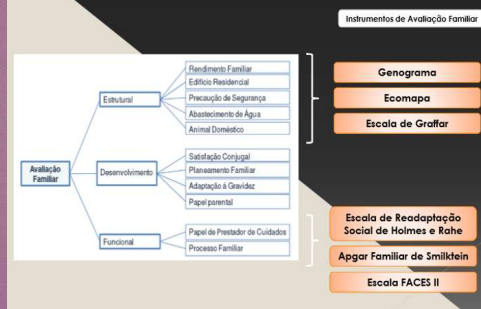 Instrumentos de Avaliação Familiar
Avaliação
Familiar
Estrutural
Rendimento Familiar
Edifício Residencial
Precaução de Segurança
Abastecimento de Água
Animal Doméstico
Desenvolvimento
Satisfação Conjugal
Planeamento Familiar
Adaptação á Gravidez
Papel parental
Funcional
Papel de Prestador de Cuidados
Processo Familiar
Genograma
Ecomapa
Escala de Graffar
Escala de Readaptação
Social de Holmes e Rahe
Apgar Familiar de Smilktein
Escala FACES II